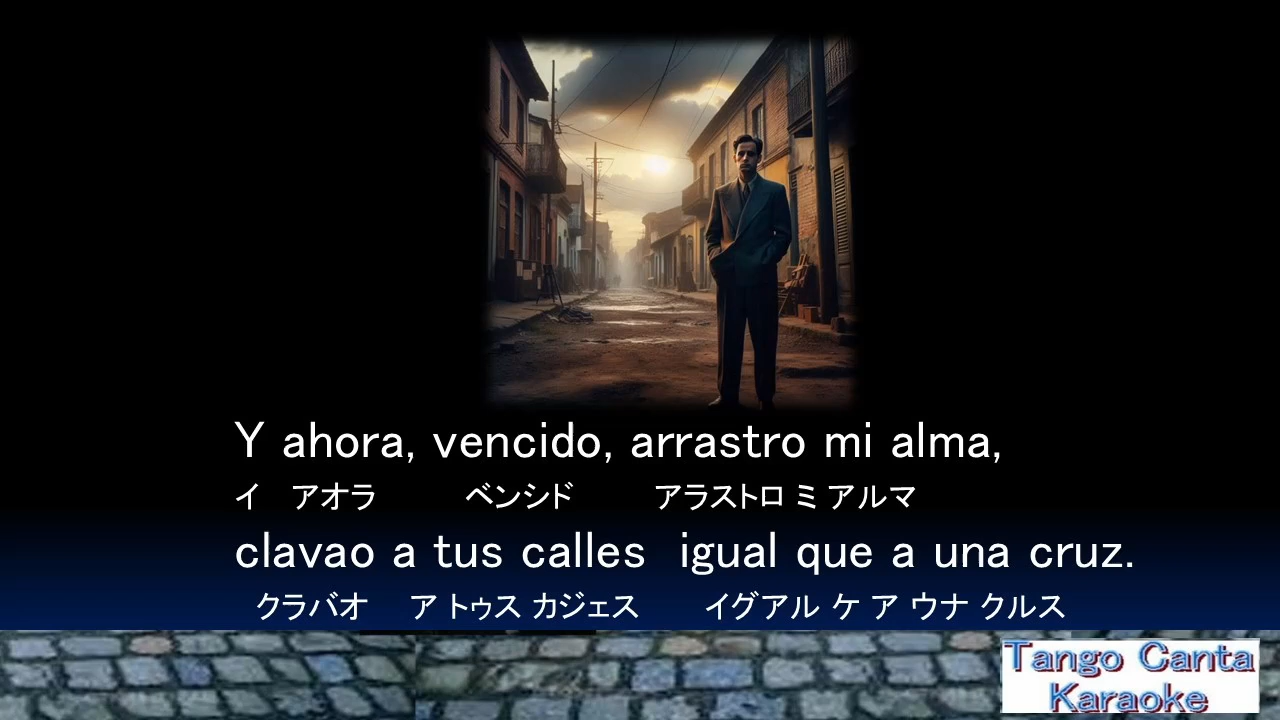 Y ahora, vencido, arrastro mi alma,
イ アオラ ベンシド アラストロ ミ アルマ
clavao a tus calles igual que a una cruz.
クラバオ ア トゥス カジェス イグアル ケ ア ウナ クルス
Tango Canta
Karaoke